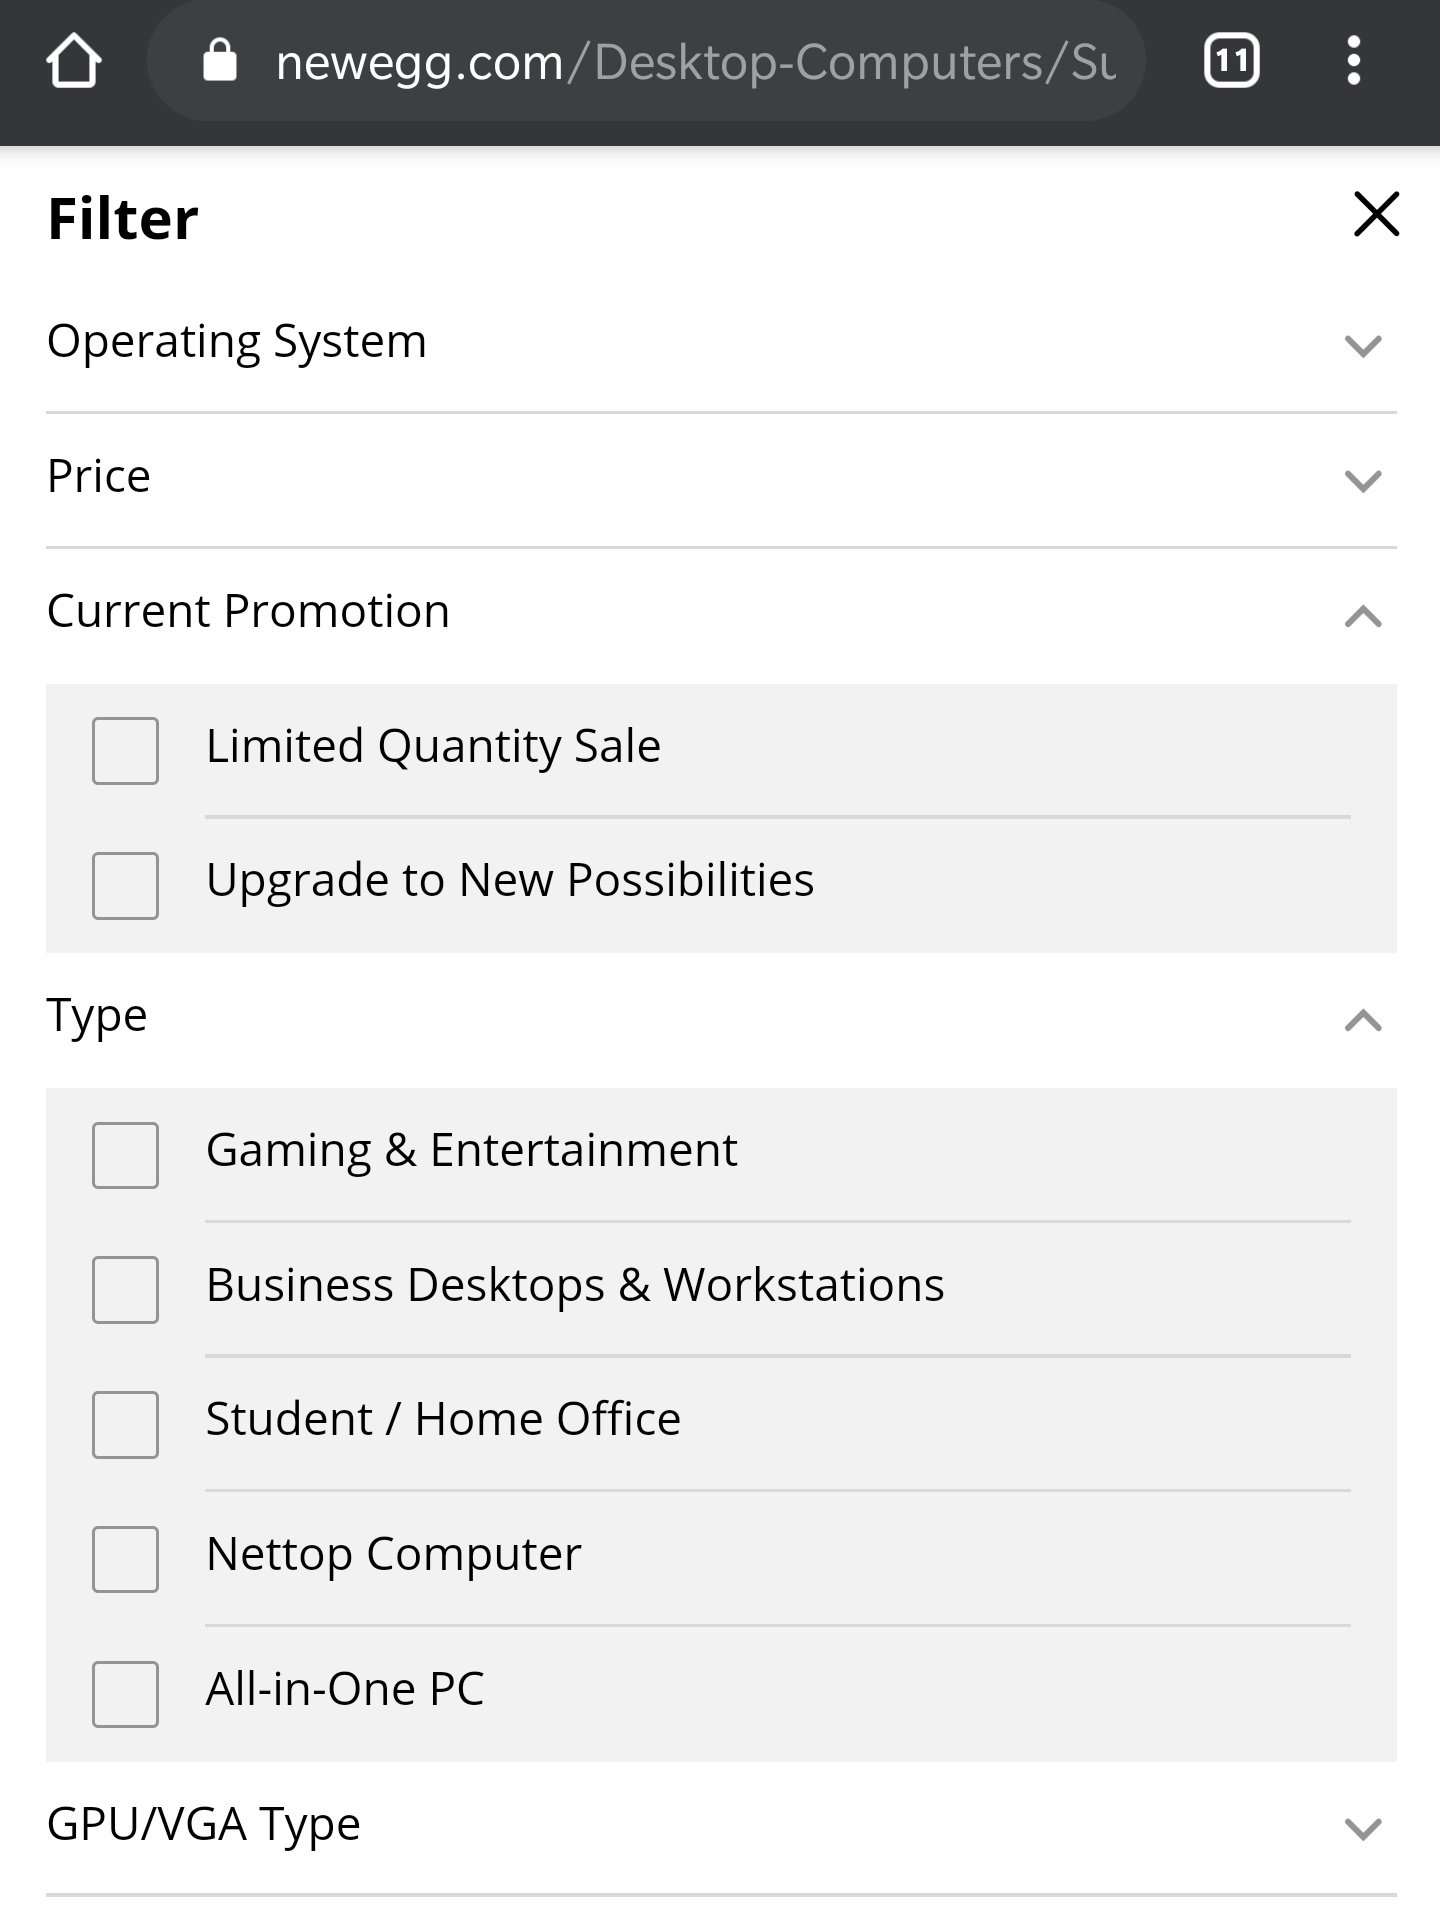 newegg.com/Desktop-Computers/Su
11
Filter
Operating System
Price
Current Promotion
Limited Quantity Sale
Upgrade to New Possibilities
Type
Gaming & Entertainment
Business Desktops & Workstations
Student / Home Office
Nettop Computer
All-in-One PC
GPU/VGA Type